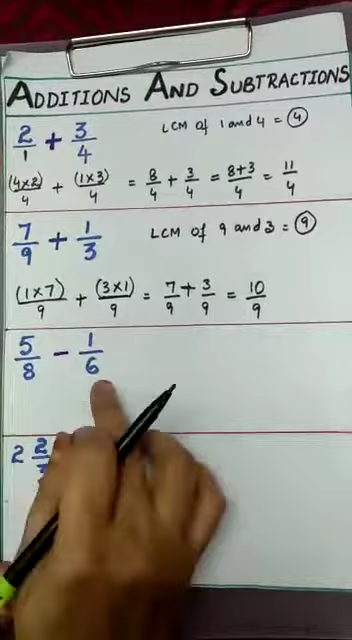 ADDITIONS AND SUBTRACTIONS
2/1 + 3/4 LCM of 1 and 4 = 4
(4×2)/4 + (1×3)/4 = 8/4 + 3/4 = 8+3/4 = 11/4
7/9 + 1/3 LCM of 9 and 3 = 9
(1×7)/9 + (3×1)/9 = 7/9 + 3/9 = 10/9
5/8 - 1/6
2 2/